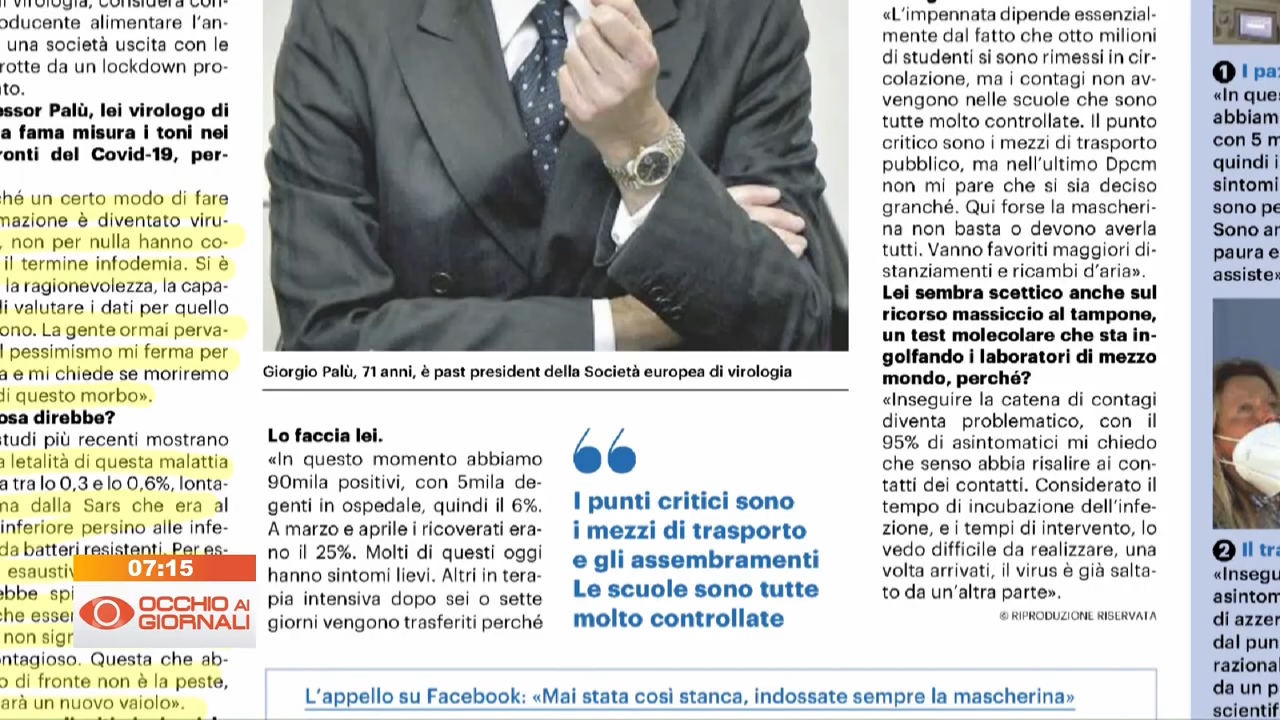 di virologia, considera con-
oducente alimentare l'an-
una società uscita con le
rotte da un lockdown pro-
to.
essor Palù, lei virologo di
a fama misura i toni nei
ronti del Covid-19, per-
hé un certo modo di fare
mazione è diventato viru-
, non per nulla hanno co-
il termine infodemia. Si è
la ragionevolezza, la capa-
di valutare i dati per quello
ono. La gente ormai perva-
l pessimismo mi ferma per
a e mi chiede se moriremo
di questo morbo».
osa direbbe?
studi più recenti mostrano
a letalità di questa malattia
a tra lo 0,3 e lo 0,6%, lonta-
ma dalla Sars che era al
inferiore persino alle infe-
da batteri resistenti. Per es-
esaustiv
ebbe spi
che esser
non sign
ontagioso. Questa che ab-
o di fronte non è la peste,
arà un nuovo vaiolo».
07:15
OCCHIO AI
GIORNALI
Giorgio Palù, 71 anni, è past president della Società europea di virologia
Lo faccia lei.
«In questo momento abbiamo
90mila positivi, con 5mila de-
genti in ospedale, quindi il 6%.
A marzo e aprile i ricoverati era-
no il 25%. Molti di questi oggi
hanno sintomi lievi. Altri in tera-
pia intensiva dopo sei o sette
giorni vengono trasferiti perché
I punti critici sono
i mezzi di trasporto
e gli assembramenti
Le scuole sono tutte
molto controllate
«L'impennata dipende essenzial-
mente dal fatto che otto milioni
di studenti si sono rimessi in cir-
colazione, ma i contagi non av-
vengono nelle scuole che sono
tutte molto controllate. Il punto
critico sono i mezzi di trasporto
pubblico, ma nell'ultimo Dpcm
non mi pare che si sia deciso
granché. Qui forse la mascheri-
na non basta o devono averla
tutti. Vanno favoriti maggiori di-
stanziamenti e ricambi d'aria».
Lei sembra scettico anche sul
ricorso massiccio al tampone,
un test molecolare che sta in-
golfando i laboratori di mezzo
mondo, perché?
«Inseguire la catena di contagi
diventa problematico, con il
95% di asintomatici mi chiedo
che senso abbia risalire ai con-
tatti dei contatti. Considerato il
tempo di incubazione dell'infe-
zione, e i tempi di intervento, lo
vedo difficile da realizzare, una
volta arrivati, il virus è già salta-
to da un'altra parte».
© RIPRODUZIONE RISERVATA
L'appello su Facebook: «Mai stata così stanca, indossate sempre la mascherina»
1 I paz
«In ques
abbiam
con 5 m
quindi i
sintomi
sono pe
Sono an
paura e
assiste»
2 Il tra
«Insegu
asintom
di azzer
dal pun
razional
da un p
scientif